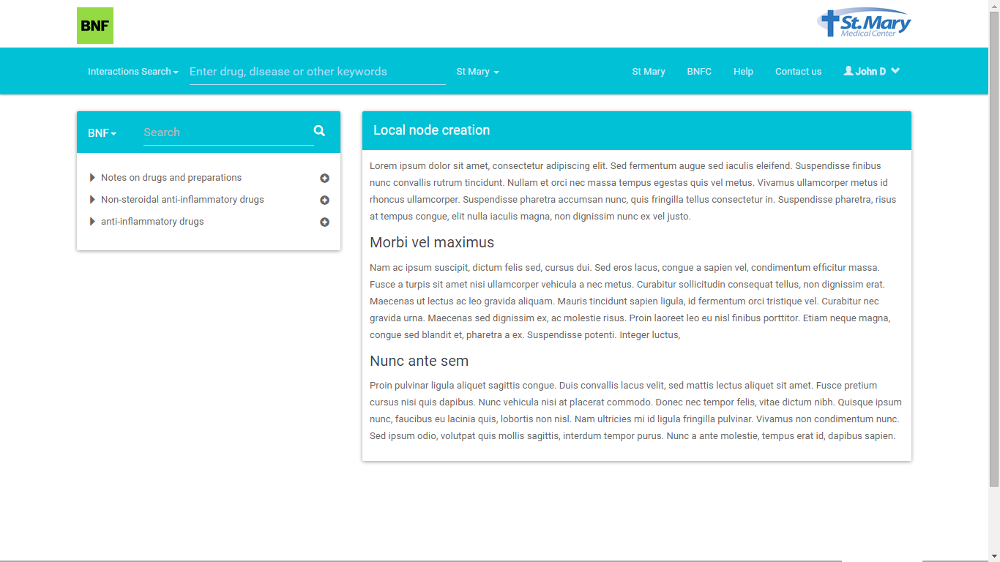 BNF
St.Mary
Medical Center
Interactions Search Enter drug, disease or other keywords St Mary St Mary BNFC Help Contact us John D
BNF Search
Notes on drugs and preparations
Non-steroidal anti-inflammatory drugs
anti-inflammatory drugs
Local node creation
Lorem ipsum dolor sit amet, consectetur adipiscing elit. Sed fermentum augue sed iaculis eleifend. Suspendisse finibus
nunc convallis rutrum tincidunt. Nullam et orci nec massa tempus egestas quis vel metus. Vivamus ullamcorper metus id
rhoncus ullamcorper. Suspendisse pharetra accumsan nunc, quis fringilla tellus consectetur in. Suspendisse pharetra, risus
at tempus congue, elit nulla iaculis magna, non dignissim nunc ex vel justo.
Morbi vel maximus
Nam ac ipsum suscipit, dictum felis sed, cursus dui. Sed eros lacus, congue a sapien vel, condimentum efficitur massa.
Fusce a turpis sit amet nisi ullamcorper vehicula a nec metus. Curabitur sollicitudin consequat tellus, non dignissim erat.
Maecenas ut lectus ac leo gravida aliquam. Mauris tincidunt sapien ligula, id fermentum orci tristique vel. Curabitur nec
gravida urna. Maecenas sed dignissim ex, ac molestie risus. Proin laoreet leo eu nisl finibus porttitor. Etiam neque magna,
congue sed blandit et, pharetra a ex. Suspendisse potenti. Integer luctus,
Nunc ante sem
Proin pulvinar ligula aliquet sagittis congue. Duis convallis lacus velit, sed mattis lectus aliquet sit amet. Fusce pretium
cursus nisi quis dapibus. Nunc vehicula nisi at placerat commodo. Donec nec tempor felis, vitae dictum nibh. Quisque ipsum
nunc, faucibus eu lacinia quis, lobortis non nisl. Nam ultricies mi id ligula fringilla pulvinar. Vivamus non condimentum nunc.
Sed ipsum odio, volutpat quis mollis sagittis, interdum tempor purus. Nunc a ante molestie, tempus erat id, dapibus sapien.